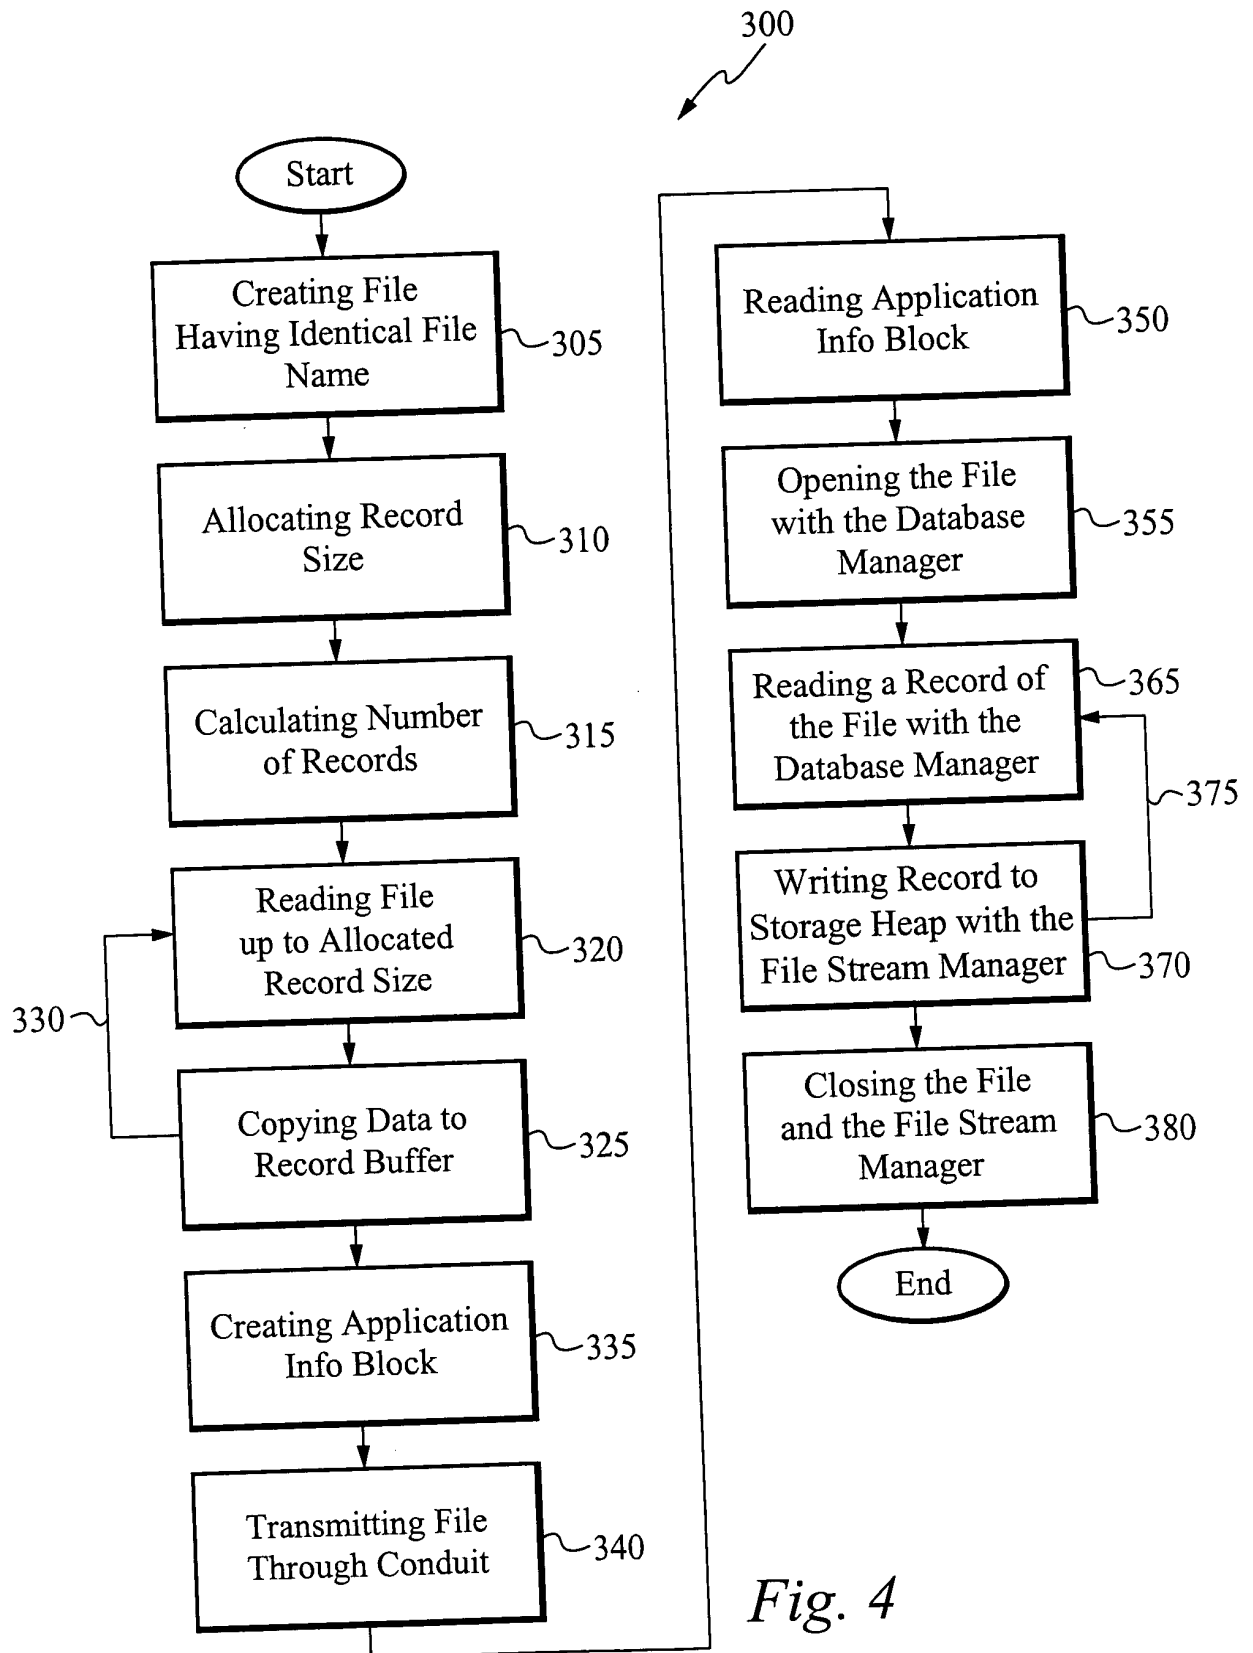 300
Start
Creating File
Having Identical File
Name
305
Allocating Record
Size
310
Calculating Number
of Records
315
Reading File
up to Allocated
Record Size
320
330
Copying Data to
Record Buffer
325
Creating Application
Info Block
335
Transmitting File
Through Conduit
340
Reading Application
Info Block
350
Opening the File
with the Database
Manager
355
Reading a Record of
the File with the
Database Manager
365
375
Writing Record to
Storage Heap with the
File Stream Manager
370
Closing the File
and the File Stream
Manager
380
End
Fig. 4